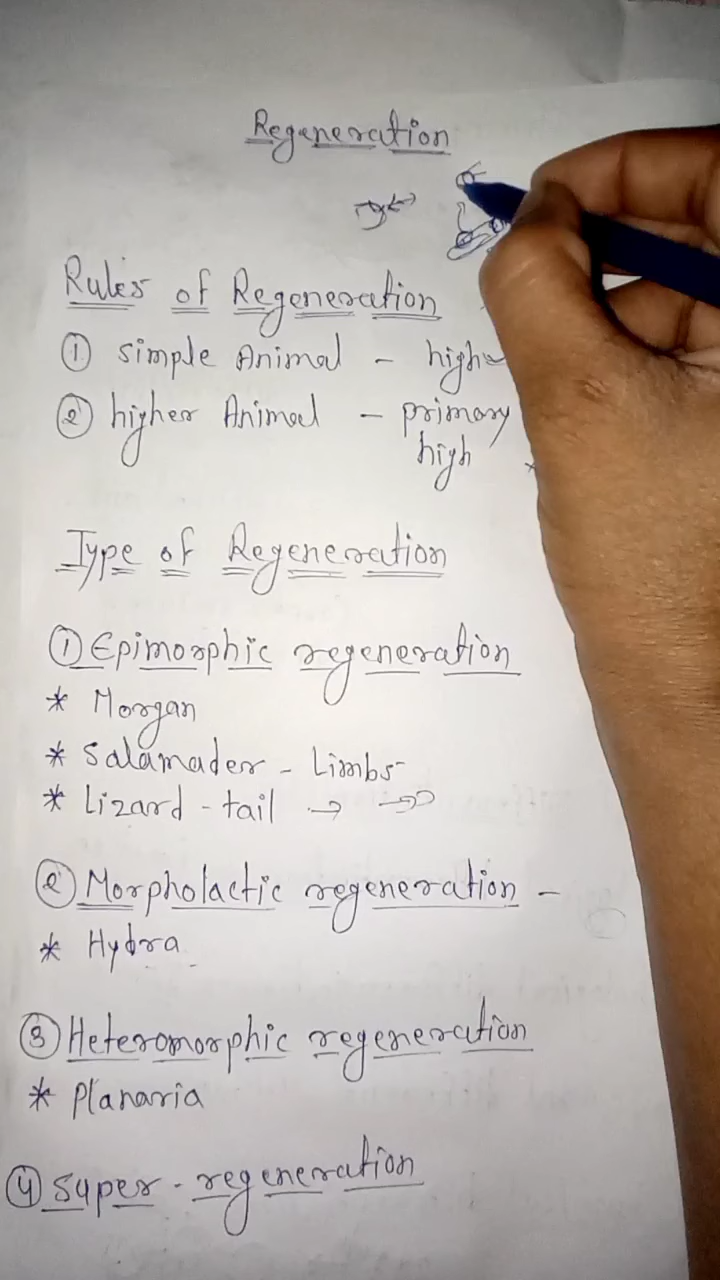 Regeneration
Rules of Regeneration
① Simple Animal - high
② higher Animal - primary
high
Type of Regeneration
① Epimorphic regeneration
* Morgan
* Salamader - Limbs
* Lizard - tail →
② Morpholactic regeneration -
* Hydra
③ Heteromorphic regeneration
* Planaria
④ Super - regeneration